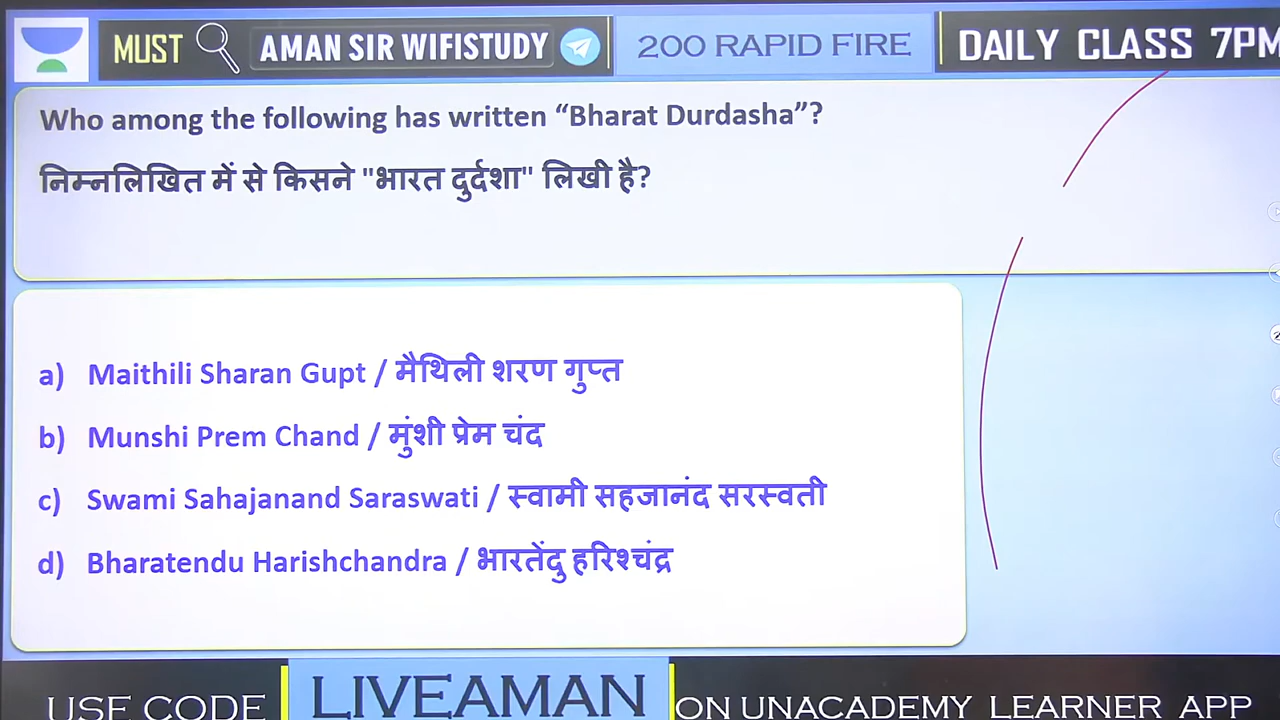 MUST AMAN SIR WIFISTUDY 200 RAPID FIRE DAILY CLASS 7PM
Who among the following has written “Bharat Durdasha”?
निम्नलिखित में से किसने "भारत दुर्दशा" लिखी है?
a) Maithili Sharan Gupt / मैथिली शरण गुप्त
b) Munshi Prem Chand / मुंशी प्रेम चंद
c) Swami Sahajanand Saraswati / स्वामी सहजानंद सरस्वती
d) Bharatendu Harishchandra / भारतेंदु हरिश्चंद्र
USE CODE LIVEAMAN ON UNACADEMY LEARNER APP